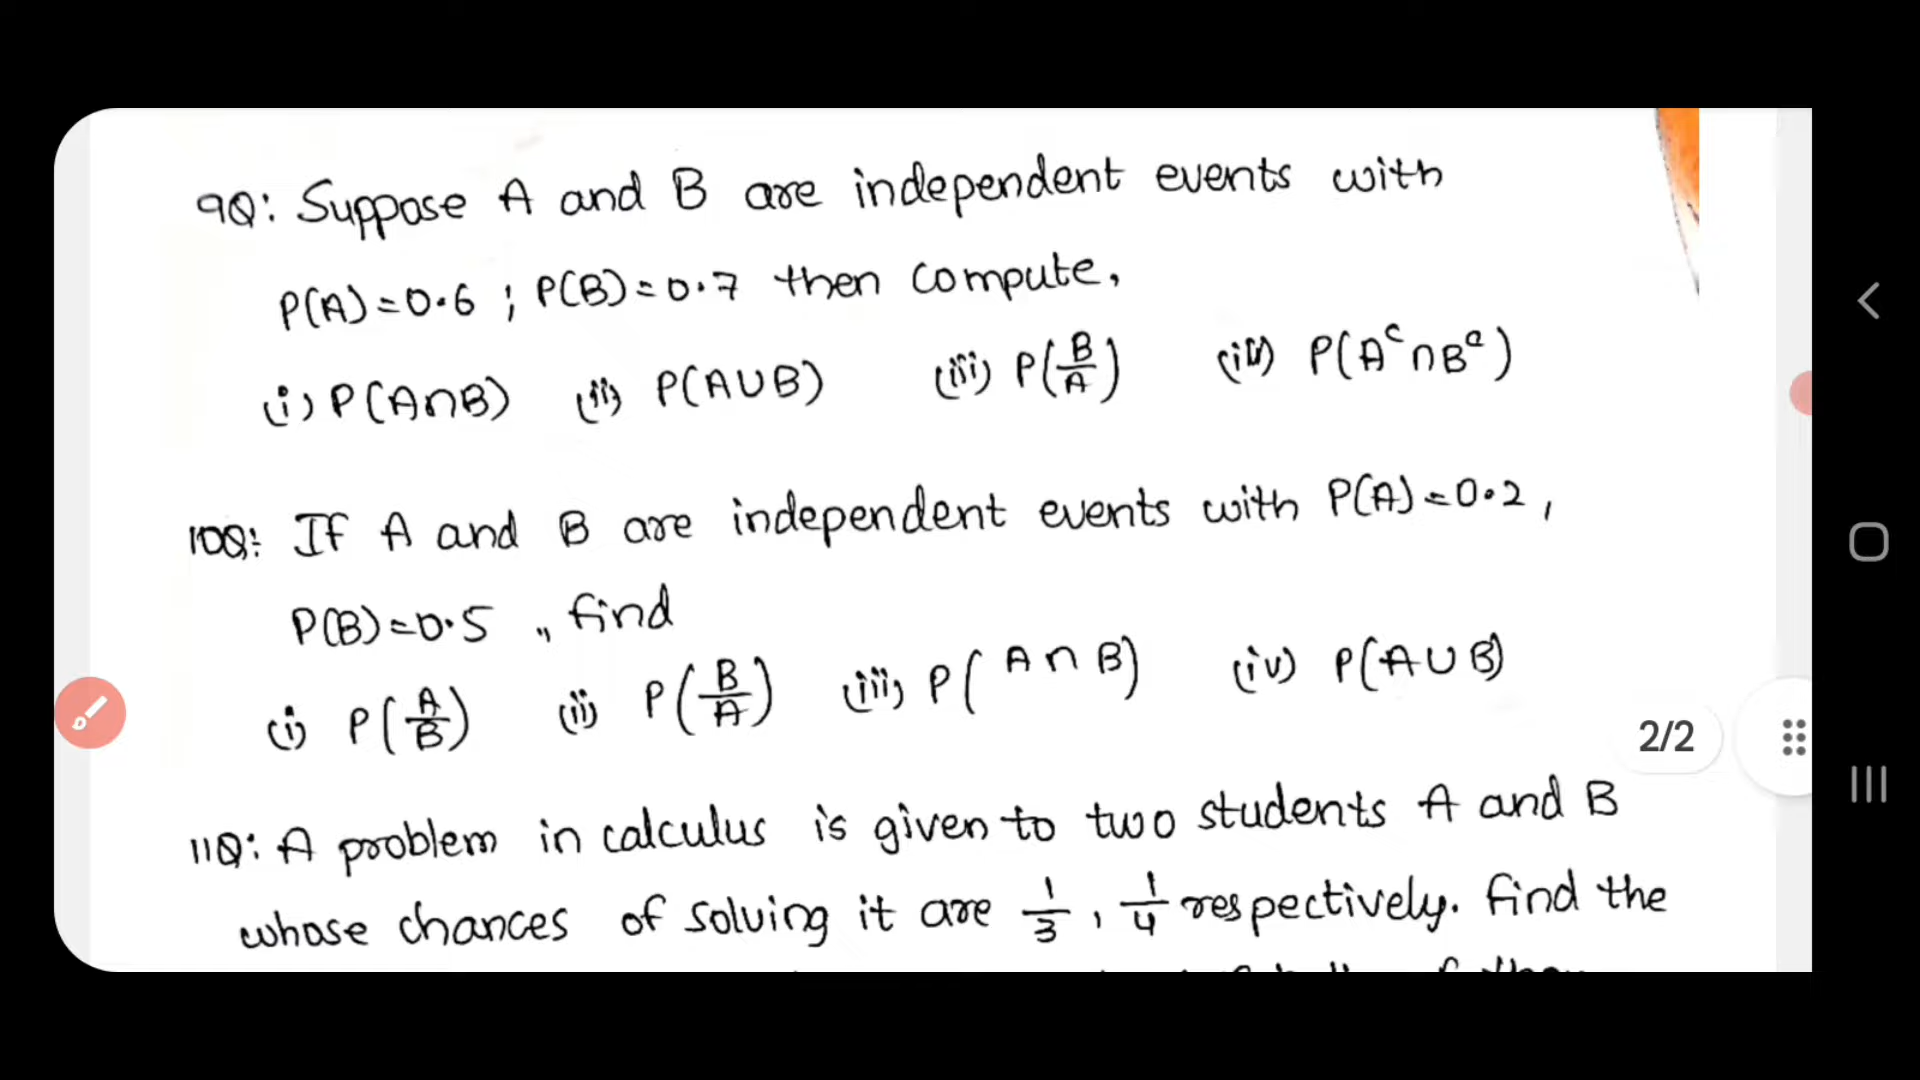 9Q: Suppose A and B are independent events with
P(A)=0.6 ; P(B)=0.7 then compute,
(i) P(A∩B) (ii) P(A∪B) (iii) P(B/A) (iv) P(Aᶜ∩Bᶜ)
10Q: If A and B are independent events with P(A)=0.2,
P(B)=0.5 ,, find
(i) P(A/B) (ii) P(B/A) (iii) P(A∩B) (iv) P(A∪B)
2/2
11Q: A problem in calculus is given to two students A and B
whose chances of solving it are 1/3, 1/4 respectively. find the